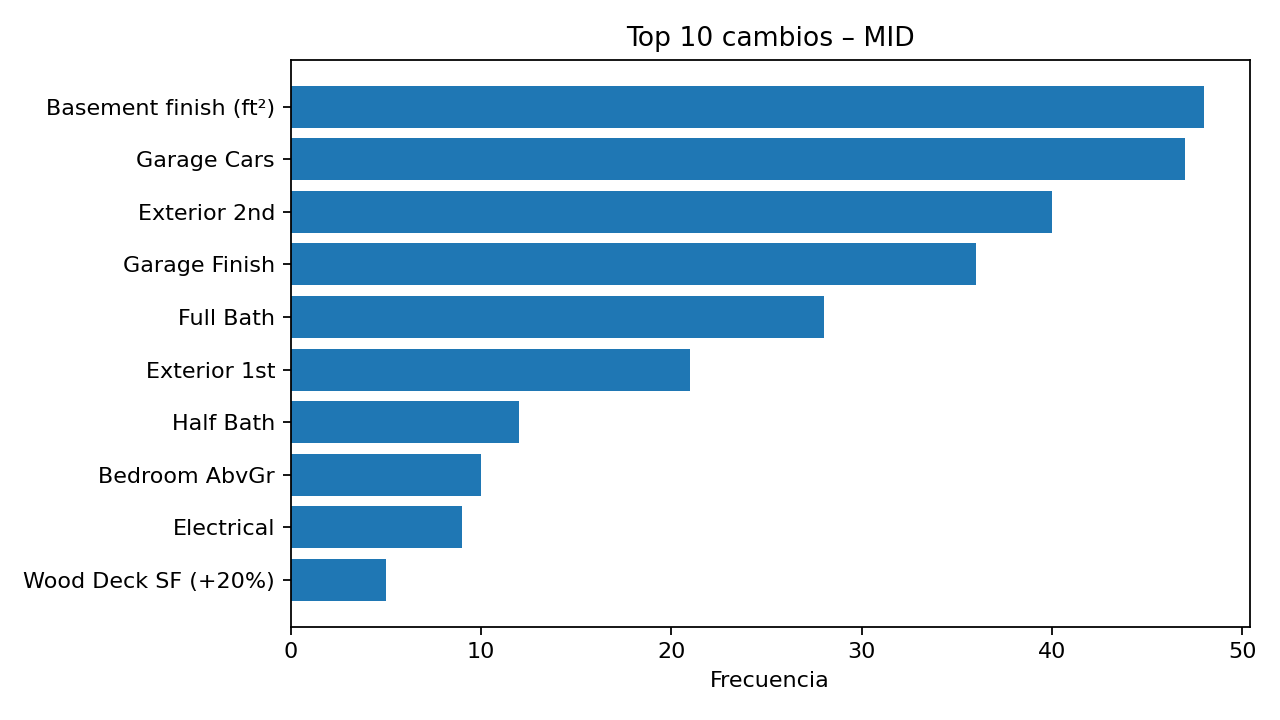 Top 10 cambios – MID
Basement finish (ft²)
Garage Cars
Exterior 2nd
Garage Finish
Full Bath
Exterior 1st
Half Bath
Bedroom AbvGr
Electrical
Wood Deck SF (+20%)
0 10 20 30 40 50
Frecuencia